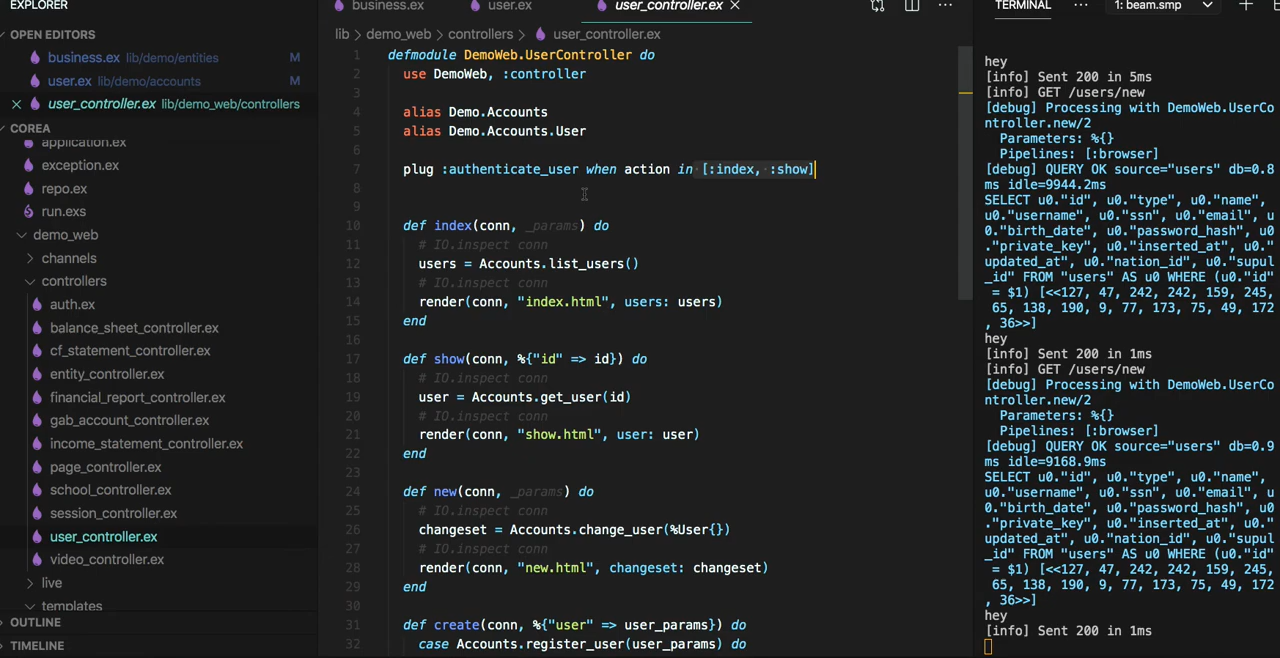 EXPLORER
OPEN EDITORS
business.ex lib/demo/entities M
user.ex lib/demo/accounts M
user_controller.ex lib/demo_web/controllers
COREA
application.ex
exception.ex
repo.ex
run.exs
demo_web
channels
controllers
auth.ex
balance_sheet_controller.ex
cf_statement_controller.ex
entity_controller.ex
financial_report_controller.ex
gab_account_controller.ex
income_statement_controller.ex
page_controller.ex
school_controller.ex
session_controller.ex
user_controller.ex
video_controller.ex
live
templates
OUTLINE
TIMELINE
business.ex user.ex user_controller.ex
lib > demo_web > controllers > user_controller.ex
1 defmodule DemoWeb.UserController do
2 use DemoWeb, :controller
3
4 alias Demo.Accounts
5 alias Demo.Accounts.User
6
7 plug :authenticate_user when action in [:index, :show]
8
9
10 def index(conn, _params) do
11 # IO.inspect conn
12 users = Accounts.list_users()
13 # IO.inspect conn
14 render(conn, "index.html", users: users)
15 end
16
17 def show(conn, %{"id" => id}) do
18 # IO.inspect conn
19 user = Accounts.get_user(id)
20 # IO.inspect conn
21 render(conn, "show.html", user: user)
22 end
23
24 def new(conn, _params) do
25 # IO.inspect conn
26 changeset = Accounts.change_user(%User{})
27 # IO.inspect conn
28 render(conn, "new.html", changeset: changeset)
29 end
30
31 def create(conn, %{"user" => user_params}) do
32 case Accounts.register_user(user_params) do
TERMINAL ··· 1: beam.smp
hey
[info] Sent 200 in 5ms
[info] GET /users/new
[debug] Processing with DemoWeb.UserCo
ntroller.new/2
Parameters: %{}
Pipelines: [:browser]
[debug] QUERY OK source="users" db=0.8
ms idle=9944.2ms
SELECT u0."id", u0."type", u0."name",
u0."username", u0."ssn", u0."email", u
0."birth_date", u0."password_hash", u0
."private_key", u0."inserted_at", u0."
updated_at", u0."nation_id", u0."supul
_id" FROM "users" AS u0 WHERE (u0."id"
= $1) [<<127, 47, 242, 242, 159, 245,
65, 138, 190, 9, 77, 173, 75, 49, 172
, 36>>]
hey
[info] Sent 200 in 1ms
[info] GET /users/new
[debug] Processing with DemoWeb.UserCo
ntroller.new/2
Parameters: %{}
Pipelines: [:browser]
[debug] QUERY OK source="users" db=0.9
ms idle=9168.9ms
SELECT u0."id", u0."type", u0."name",
u0."username", u0."ssn", u0."email", u
0."birth_date", u0."password_hash", u0
."private_key", u0."inserted_at", u0."
updated_at", u0."nation_id", u0."supul
_id" FROM "users" AS u0 WHERE (u0."id"
= $1) [<<127, 47, 242, 242, 159, 245,
65, 138, 190, 9, 77, 173, 75, 49, 172
, 36>>]
hey
[info] Sent 200 in 1ms